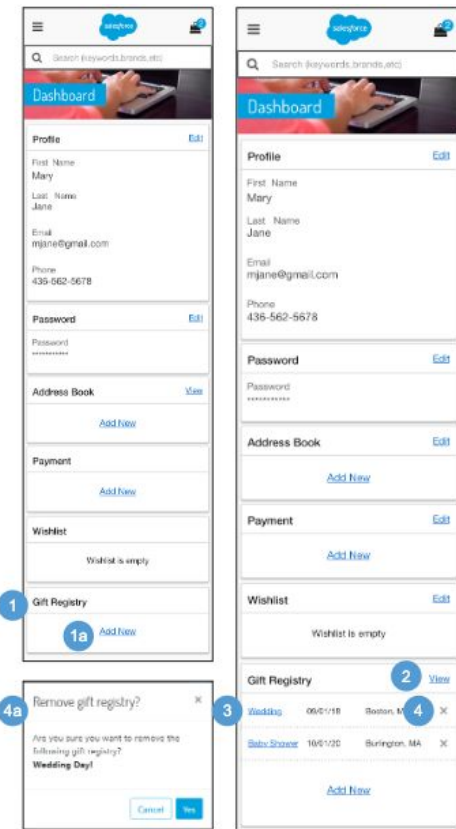 salesforce
2
Search (keywords,brands,etc)
Dashboard
Profile Edit
First Name
Mary
Last Name
Jane
Email
mjane@gmail.com
Phone
436-562-5678
Password Edit
Password
***********
Address Book View
Add New
Payment
Add New
Wishlist
Wishlist is empty
1 Gift Registry
1a Add New
4a Remove gift registry? ×
Are you sure you want to remove the
following gift registry?
Wedding Day!
Cancel Yes
salesforce
2
Search (keywords,brands,etc)
Dashboard
Profile Edit
First Name
Mary
Last Name
Jane
Email
mjane@gmail.com
Phone
436-562-5678
Password Edit
Password
***********
Address Book Edit
Add New
Payment Edit
Add New
Wishlist Edit
Wishlist is empty
Gift Registry 2 View
3 Wedding 06/01/18 Boston, M 4 ×
Baby Shower 10/01/20 Burlington, MA ×
Add New